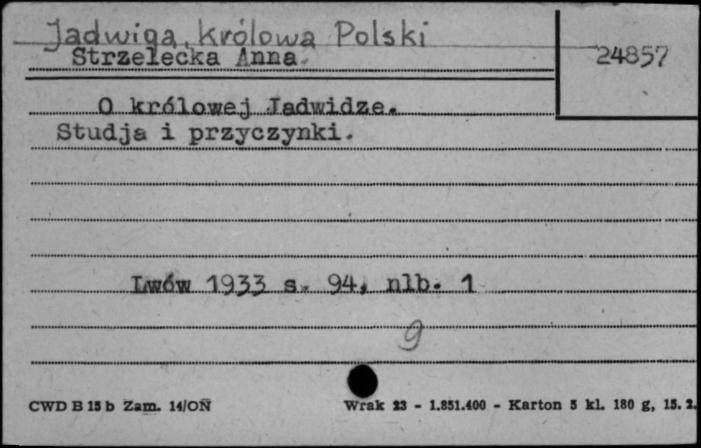 Jadwiga, królowa Polski
Strzelecka Anna.
24857
O królowej Jadwidze.
Studja i przyczynki.
Lwów 1933 s. 94, nlb. 1
9
CWD B 15 b Zam. 14/ON
Wrak 23 - 1.851.400 - Karton 5 kl. 180 g, 15. 2.